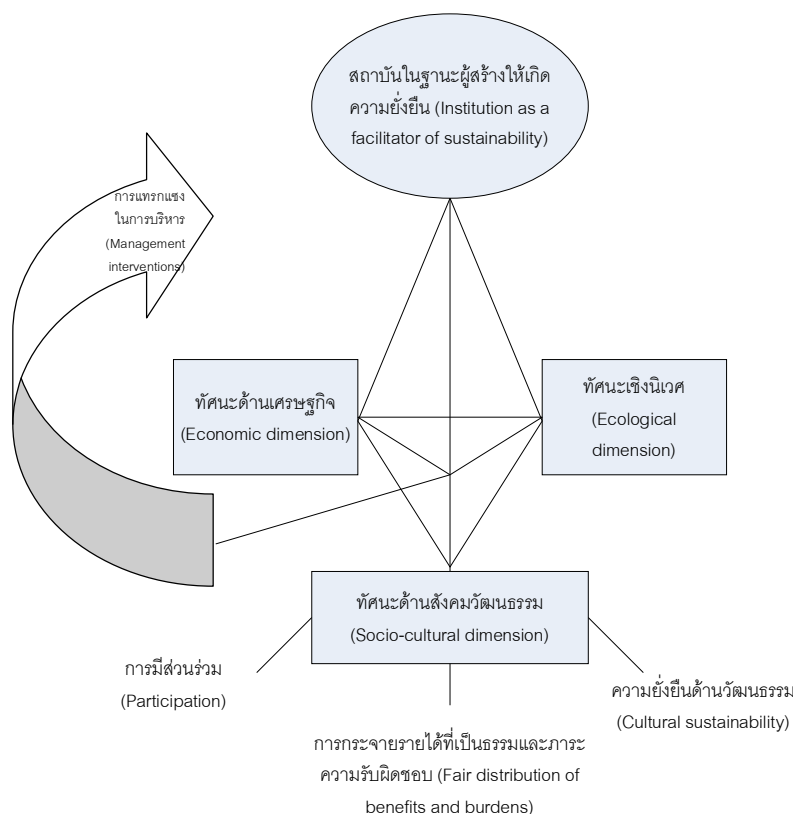 สถาบันในฐานะผู้สร้างให้เกิด
ความยั่งยืน (Institution as a
facilitator of sustainability)
การแทรกแซง
ในการบริหาร
(Management
interventions)
ทัศนะด้านเศรษฐกิจ
(Economic dimension)
ทัศนะเชิงนิเวศ
(Ecological
dimension)
ทัศนะด้านสังคมวัฒนธรรม
(Socio-cultural dimension)
การมีส่วนร่วม
(Participation)
ความยั่งยืนด้านวัฒนธรรม
(Cultural sustainability)
การกระจายรายได้ที่เป็นธรรมและภาระ
ความรับผิดชอบ (Fair distribution of
benefits and burdens)